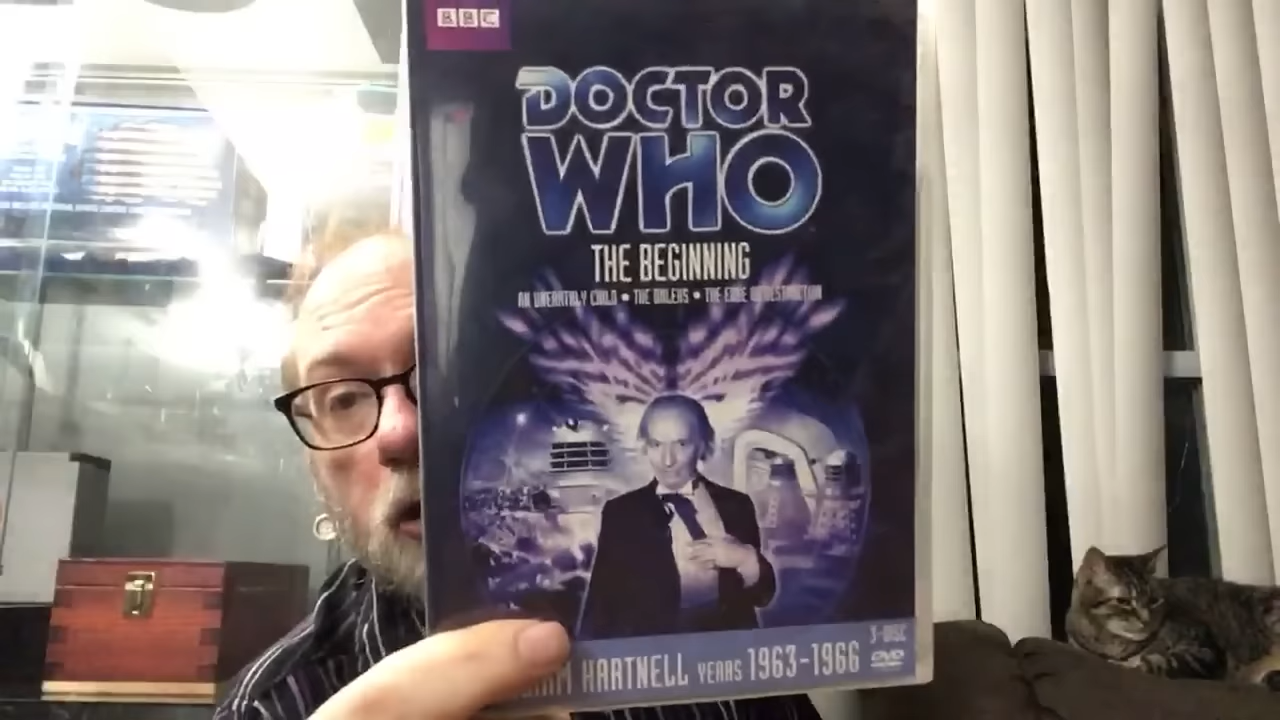 BBC
DOCTOR
WHO
THE BEGINNING
AN UNEARTHLY CHILD • THE DALEKS • THE EDGE OF DESTRUCTION
3-DISC
HARTNELL YEARS 1963-1966
DVD